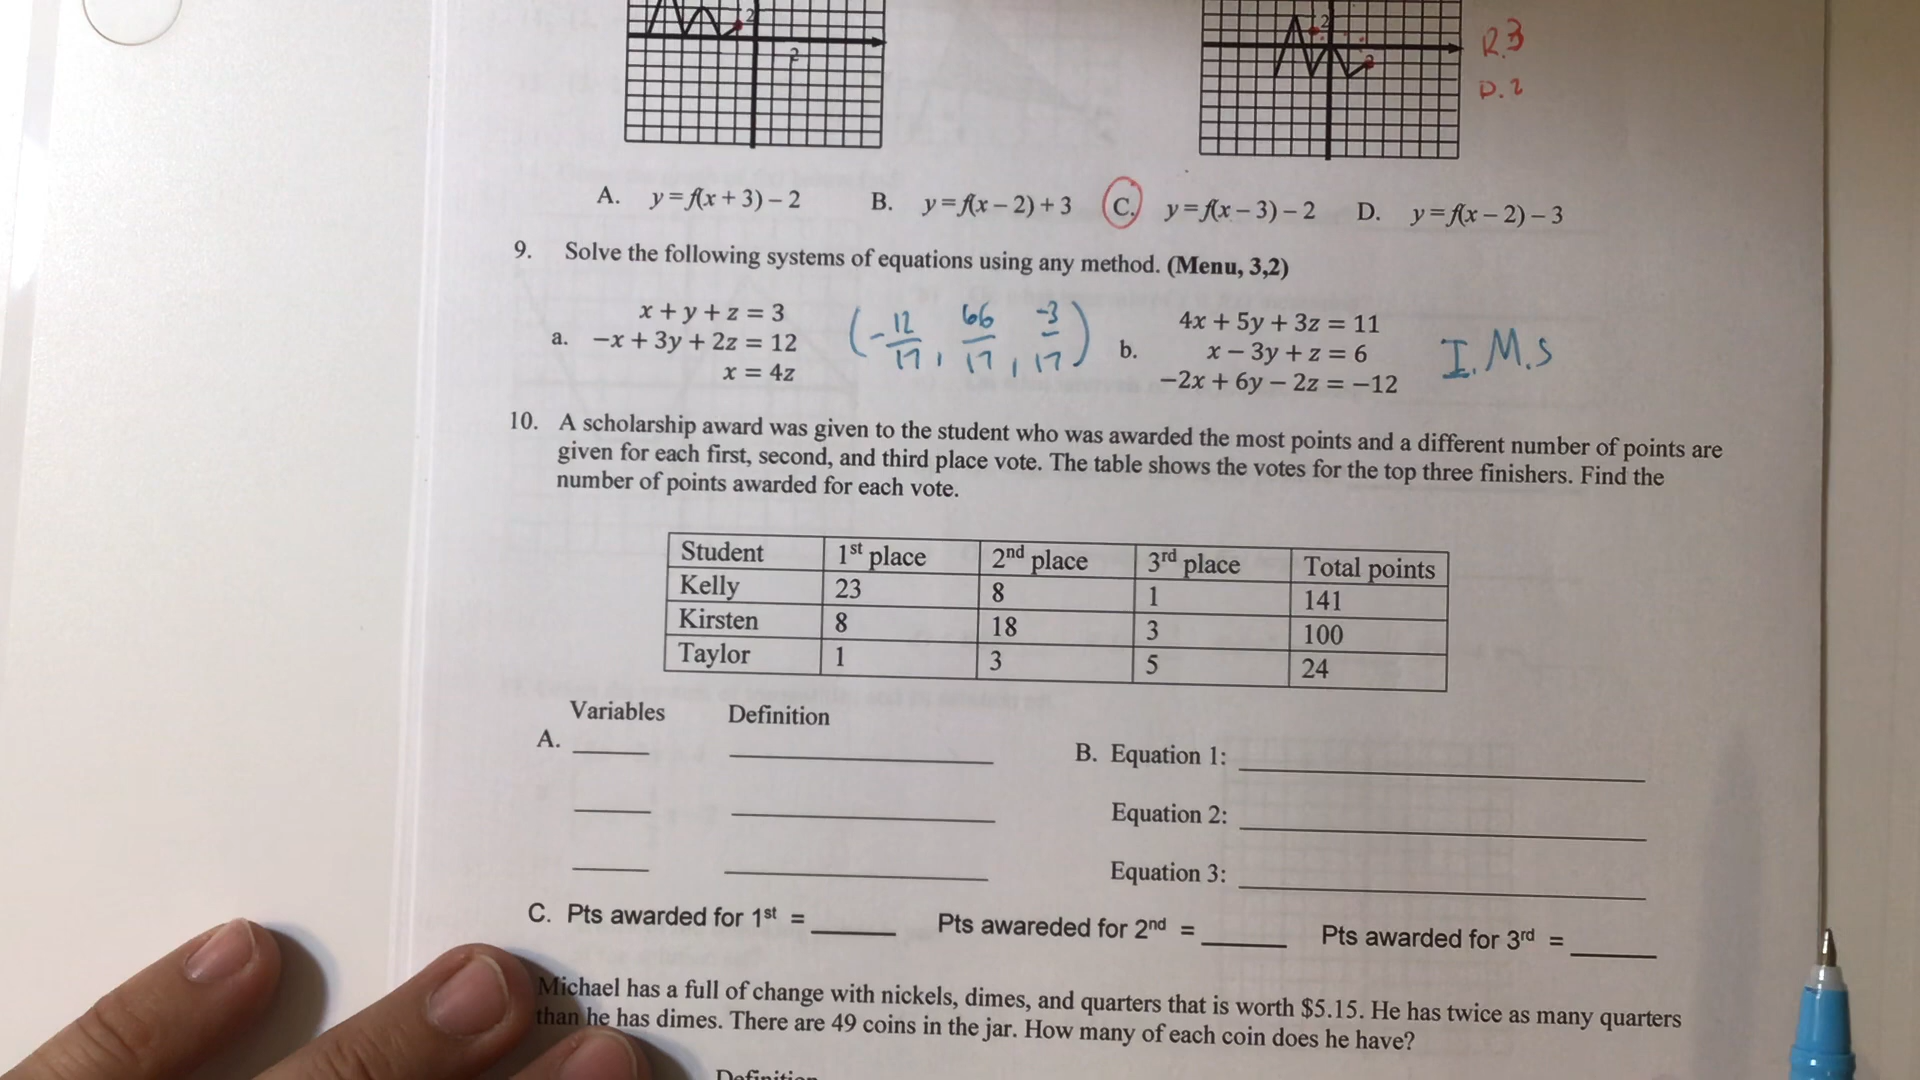 2
2
2
2
R.3
D.2
A. y=f(x+3)−2 B. y=f(x−2)+3 C. y=f(x−3)−2 D. y=f(x−2)−3
9. Solve the following systems of equations using any method. (Menu, 3,2)
x + y + z = 3
a. −x + 3y + 2z = 12
x = 4z
(-12/17, 66/17, -3/17)
4x + 5y + 3z = 11
b. x − 3y + z = 6
−2x + 6y − 2z = −12
I.M.S
10. A scholarship award was given to the student who was awarded the most points and a different number of points are
given for each first, second, and third place vote. The table shows the votes for the top three finishers. Find the
number of points awarded for each vote.
Student 1st place 2nd place 3rd place Total points
Kelly 23 8 1 141
Kirsten 8 18 3 100
Taylor 1 3 5 24
Variables Definition
A.
B. Equation 1:
Equation 2:
Equation 3:
C. Pts awarded for 1st = Pts awareded for 2nd = Pts awarded for 3rd =
Michael has a full of change with nickels, dimes, and quarters that is worth $5.15. He has twice as many quarters
than he has dimes. There are 49 coins in the jar. How many of each coin does he have?
Definition